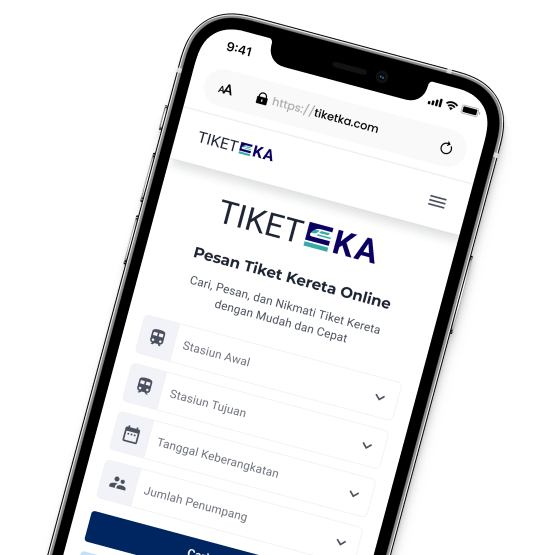 9:41
AA https://tiketka.com
TIKETEKA
TIKETEKA
Pesan Tiket Kereta Online
Cari, Pesan, dan Nikmati Tiket Kereta
dengan Mudah dan Cepat
Stasiun Awal
Stasiun Tujuan
Tanggal Keberangkatan
Jumlah Penumpang